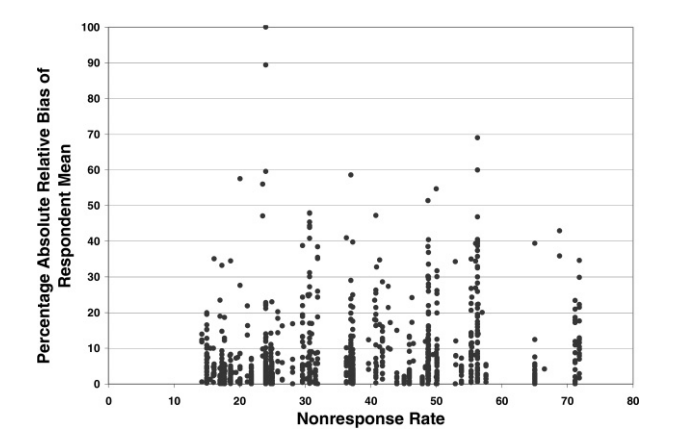 Percentage Absolute Relative Bias of
Respondent Mean
100
90
80
70
60
50
40
30
20
10
0
0 10 20 30 40 50 60 70 80
Nonresponse Rate